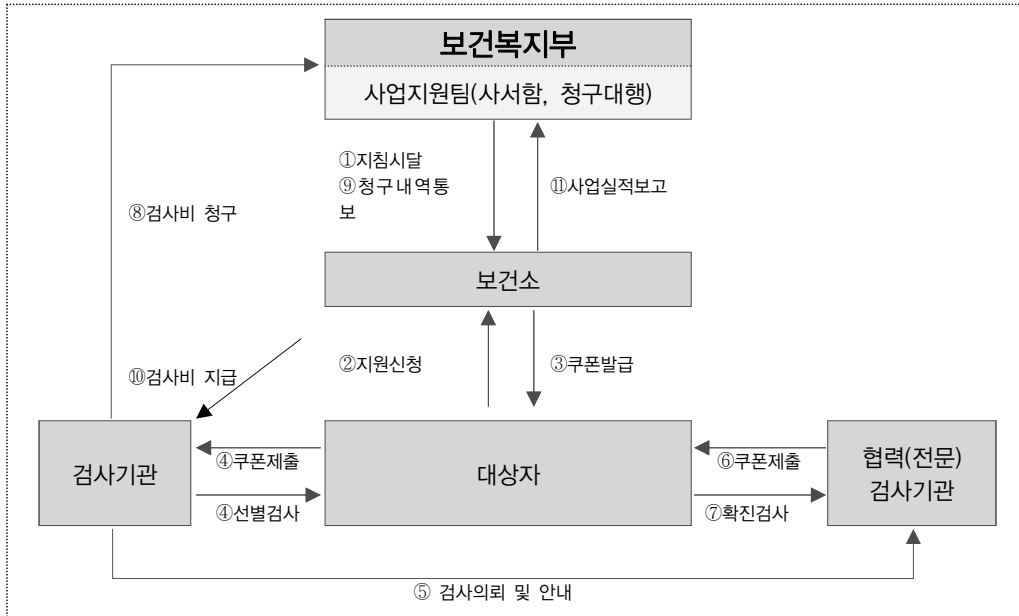 보건복지부
사업지원팀(사서함, 청구대행)
①지침시달
⑨청구내역통
보
⑪사업실적보고
⑧검사비 청구
보건소
②지원신청
③쿠폰발급
⑩검사비 지급
검사기관
④쿠폰제출
④선별검사
대상자
⑥쿠폰제출
⑦확진검사
협력(전문)
검사기관
⑤ 검사의뢰 및 안내